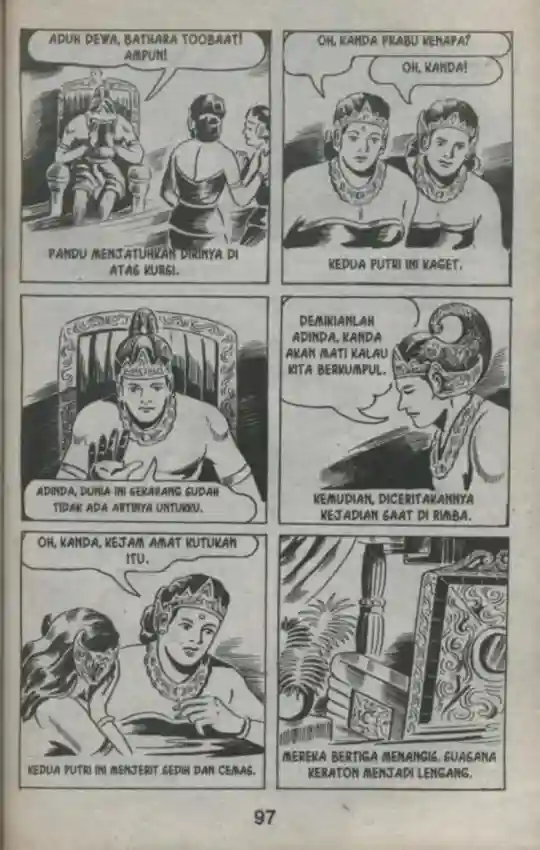 ADUH DEWA, BATHARA TOOBAAT!
AMPUN!
PANDU MENJATUHKAN DIRINYA DI
ATAS KURSI.
OH, KANDA PRABU KENAPA?
OH, KANDA!
KEDUA PUTRI INI KAGET.
ADINDA, DUNIA INI SEKARANG SUDAH
TIDAK ADA ARTINYA UNTUKKU.
DEMIKIANLAH
ADINDA, KANDA
AKAN MATI KALAU
KITA BERKUMPUL.
KEMUDIAN, DICERITAKANNYA
KEJADIAN SAAT DI RIMBA.
OH, KANDA, KEJAM AMAT KUTUKAN
ITU.
KEDUA PUTRI INI MENJERIT SEDIH DAN CEMAS.
MEREKA BERTIGA MENANGIS. SUASANA
KERATON MENJADI LENGANG.
97